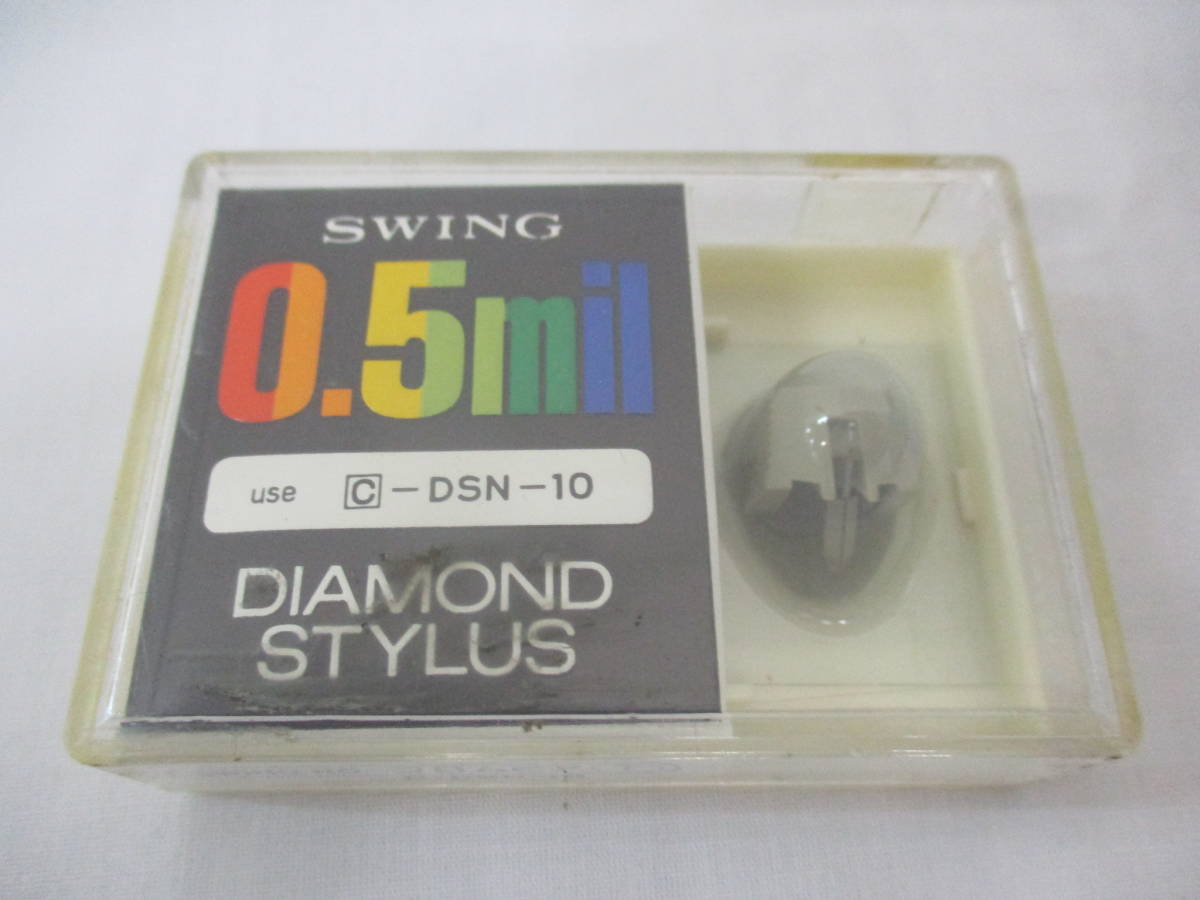 SWING
0.5mil
use C-DSN-10
DIAMOND
STYLUS